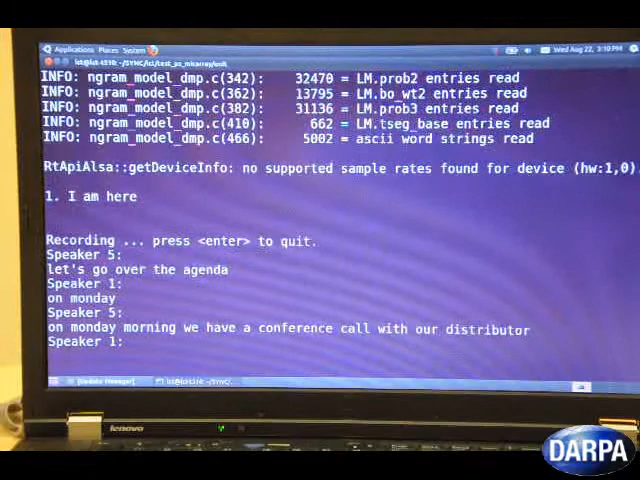 Applications Places System
Wed Aug 22, 3:10 PM
INFO: ngram_model_dmp.c(342): 32470 = LM.prob2 entries read
INFO: ngram_model_dmp.c(362): 13795 = LM.bo_wt2 entries read
INFO: ngram_model_dmp.c(382): 31136 = LM.prob3 entries read
INFO: ngram_model_dmp.c(410): 662 = LM.tseg_base entries read
INFO: ngram_model_dmp.c(466): 5002 = ascii word strings read
RtApiAlsa::getDeviceInfo: no supported sample rates found for device (hw:1,0).
1. I am here
Recording ... press <enter> to quit.
Speaker 5:
let's go over the agenda
Speaker 1:
on monday
Speaker 5:
on monday morning we have a conference call with our distributor
Speaker 1:
[Update Manager]
lenovo
DARPA